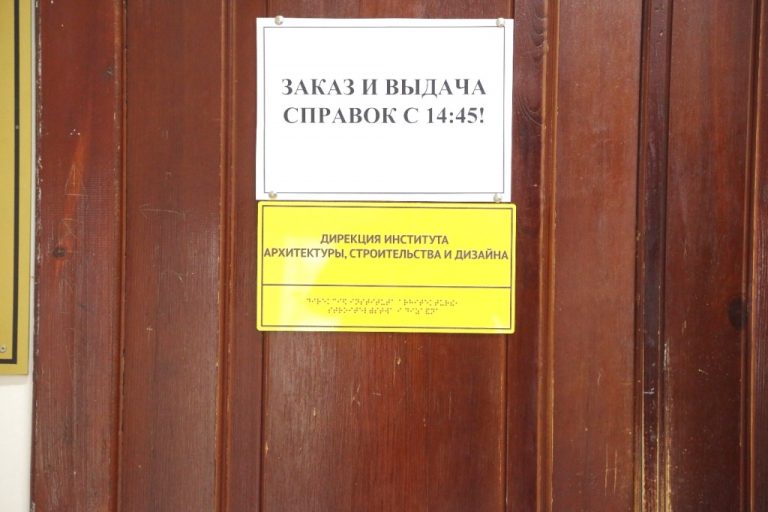 ЗАКАЗ И ВЫДАЧА
СПРАВОК С 14:45!
ДИРЕКЦИЯ ИНСТИТУТА
АРХИТЕКТУРЫ, СТРОИТЕЛЬСТВА И ДИЗАЙНА